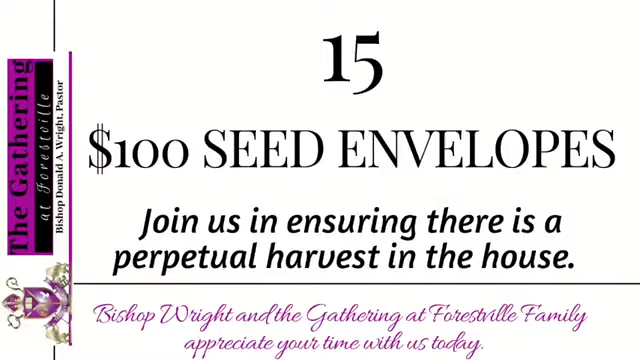 15
$100 SEED ENVELOPES
Join us in ensuring there is a
perpetual harvest in the house.
Bishop Wright and the Gathering at Forestville Family
appreciate your time with us today.
The Gathering
at Forestville
Bishop Donald A. Wright, Pastor